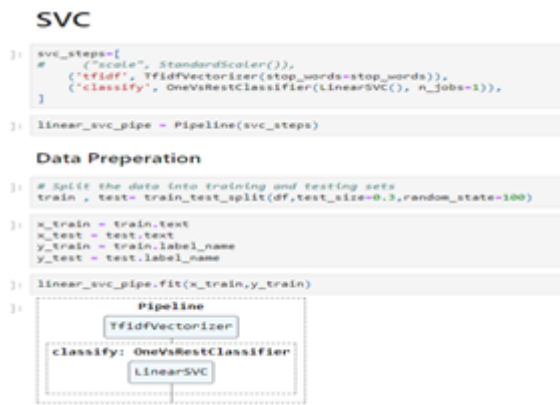 SVC
]: svc_steps=[
#     ("scale", StandardScaler()),
('tfidf', TfidfVectorizer(stop_words=stop_words)),
('classify', OneVsRestClassifier(LinearSVC(), n_jobs=1)),
]
]: linear_svc_pipe = Pipeline(svc_steps)
Data Preperation
]: # Split the data into training and testing sets
train , test= train_test_split(df,test_size=0.3,random_state=100)
]: x_train = train.text
x_test = test.text
y_train = train.label_name
y_test = test.label_name
]: linear_svc_pipe.fit(x_train,y_train)
]: Pipeline
TfidfVectorizer
classify: OneVsRestClassifier
LinearSVC